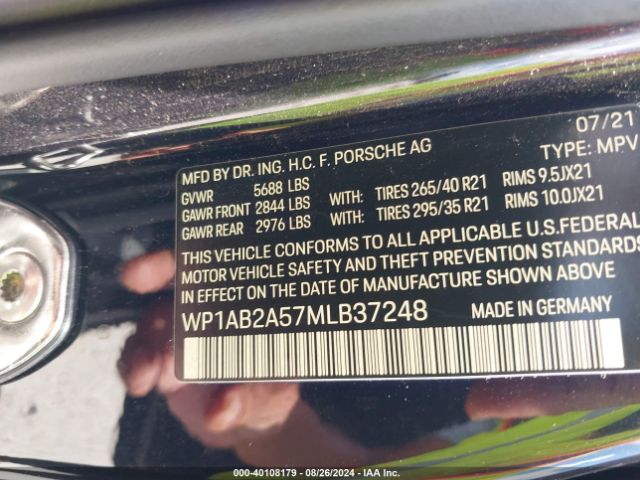 07/21
MFD BY DR. ING. H.C. F. PORSCHE AG TYPE: MPV
GVWR 5688 LBS
GAWR FRONT 2844 LBS WITH: TIRES 265/40 R21 RIMS 9.5JX21
GAWR REAR 2976 LBS WITH: TIRES 295/35 R21 RIMS 10.0JX21
THIS VEHICLE CONFORMS TO ALL APPLICABLE U.S.FEDERAL
MOTOR VEHICLE SAFETY AND THEFT PREVENTION STANDARDS
IN EFFECT ON THE DATE OF MANUFACTURE SHOWN ABOVE
WP1AB2A57MLB37248 MADE IN GERMANY
000-40108179 - 08/26/2024 - IAA Inc.